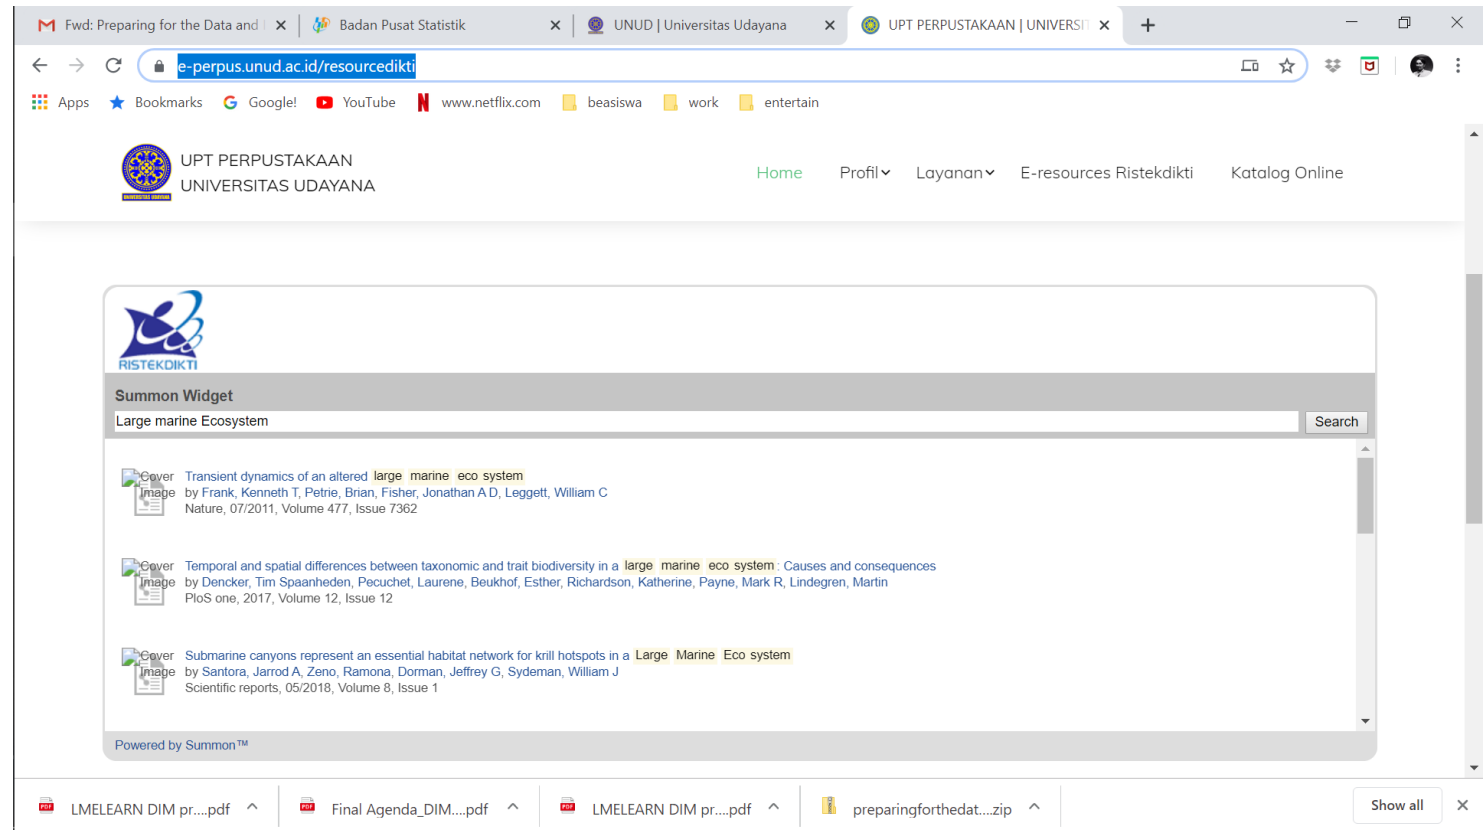 Fwd: Preparing for the Data and
Badan Pusat Statistik
UNUD | Universitas Udayana
UPT PERPUSTAKAAN | UNIVERSI
e-perpus.unud.ac.id/resourcedikti
Apps
Bookmarks
Google!
YouTube
www.netflix.com
beasiswa
work
entertain
UPT PERPUSTAKAAN
UNIVERSITAS UDAYANA
Home
Profil
Layanan
E-resources Ristekdikti
Katalog Online
RISTEKDIKTI
Summon Widget
Large marine Ecosystem
Search
Cover Image
Transient dynamics of an altered large marine eco system
by Frank, Kenneth T, Petrie, Brian, Fisher, Jonathan A D, Leggett, William C
Nature, 07/2011, Volume 477, Issue 7362
Cover Image
Temporal and spatial differences between taxonomic and trait biodiversity in a large marine eco system: Causes and consequences
by Dencker, Tim Spaanheden, Pecuchet, Laurene, Beukhof, Esther, Richardson, Katherine, Payne, Mark R, Lindegren, Martin
PloS one, 2017, Volume 12, Issue 12
Cover Image
Submarine canyons represent an essential habitat network for krill hotspots in a Large Marine Eco system
by Santora, Jarrod A, Zeno, Ramona, Dorman, Jeffrey G, Sydeman, William J
Scientific reports, 05/2018, Volume 8, Issue 1
Powered by Summon™
LMELEARN DIM pr....pdf
Final Agenda_DIM....pdf
LMELEARN DIM pr....pdf
preparingforthedat....zip
Show all